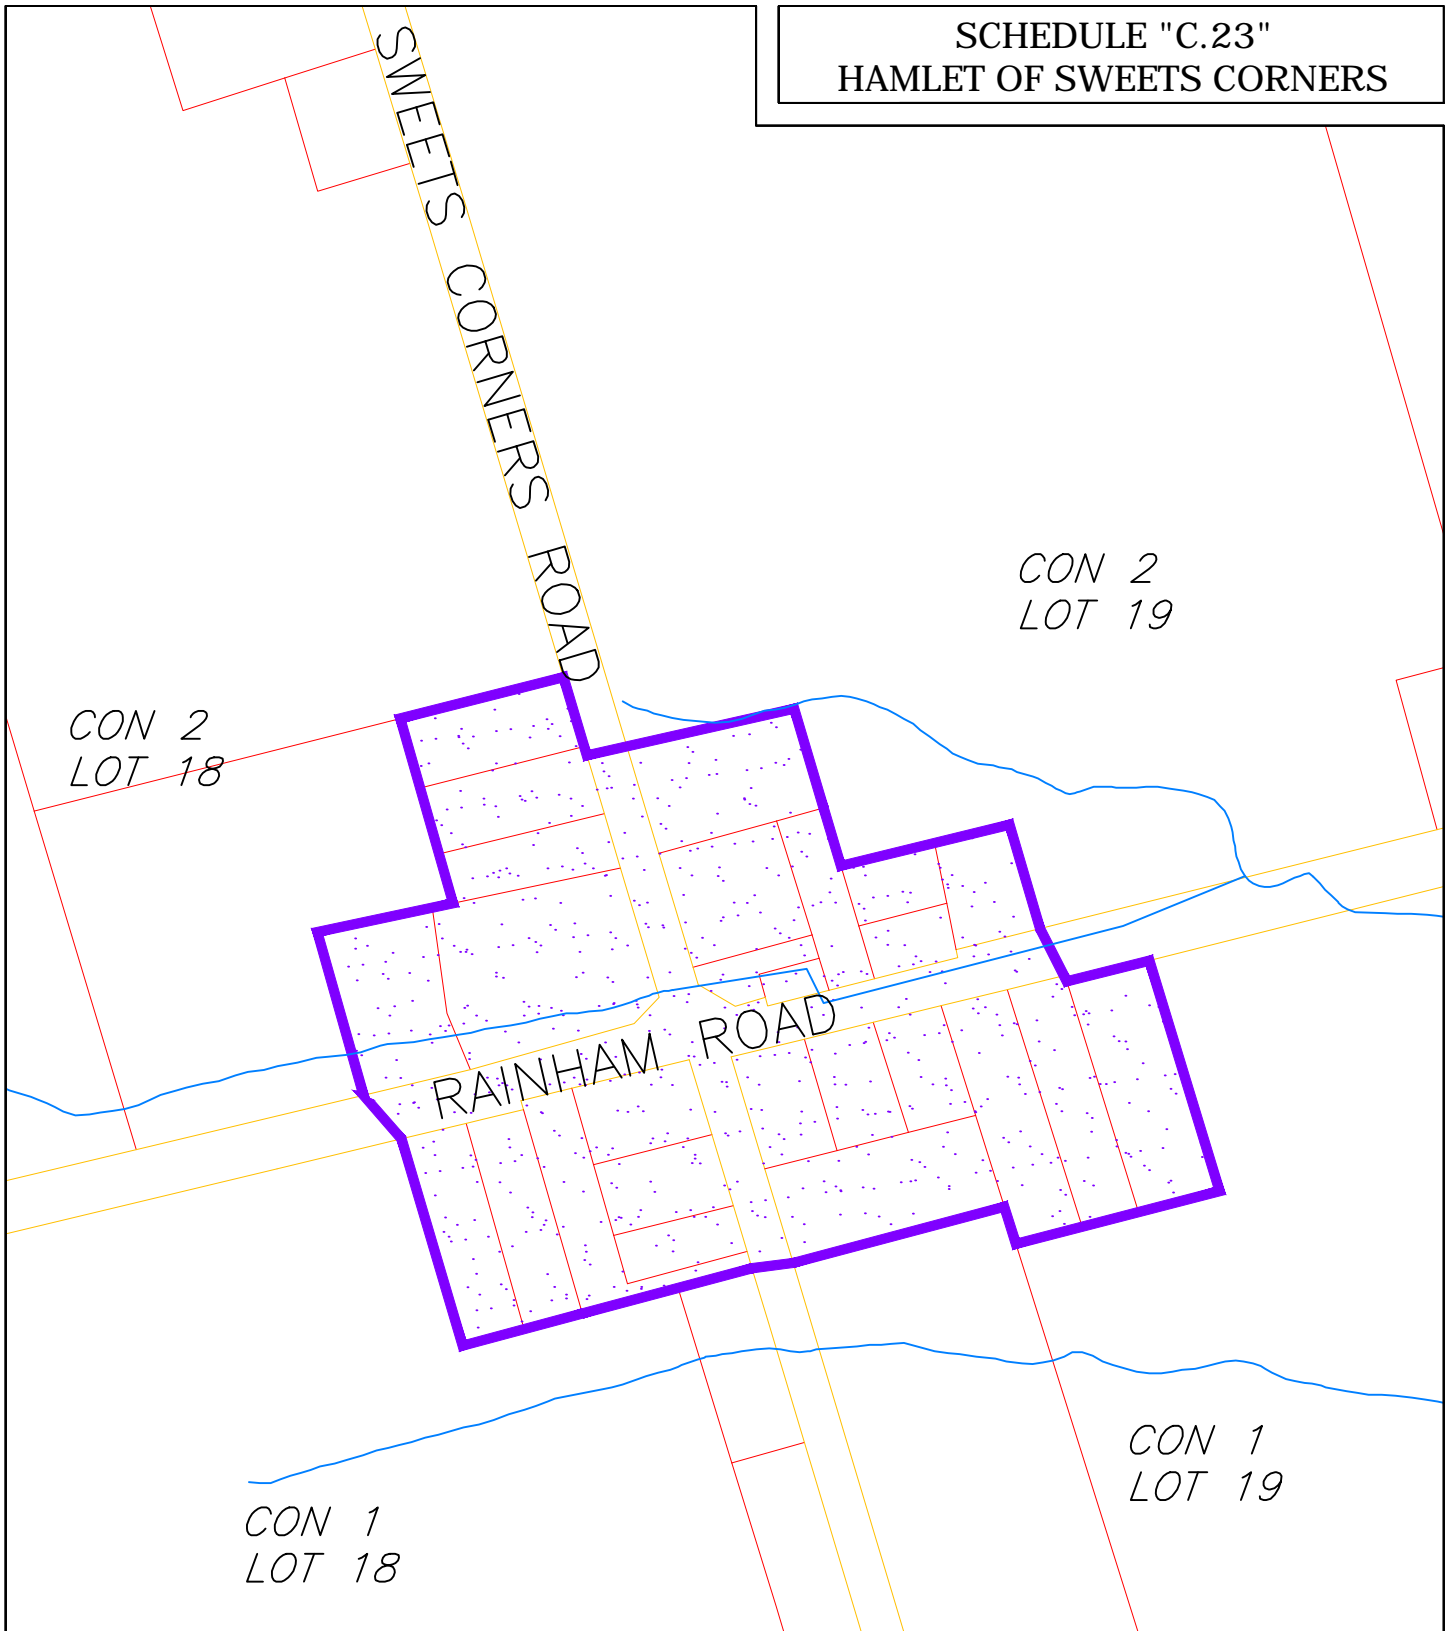 SCHEDULE "C.23"
HAMLET OF SWEETS CORNERS
SWEETS CORNERS ROAD
CON 2
LOT 19
CON 2
LOT 18
RAINHAM ROAD
CON 1
LOT 19
CON 1
LOT 18